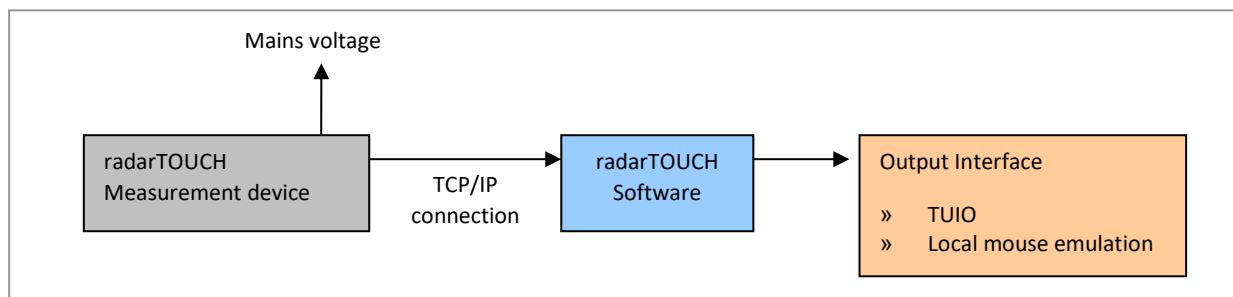 Mains voltage
radarTOUCH
Measurement device
TCP/IP
connection
radarTOUCH
Software
Output Interface
» TUIO
» Local mouse emulation